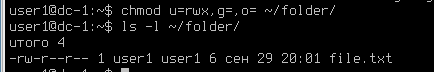 user1@dc-1:~$ chmod u=rwx,g=,o= ~/folder/
user1@dc-1:~$ ls -l ~/folder/
итого 4
-rw-r--r-- 1 user1 user1 6 сен 29 20:01 file.txt